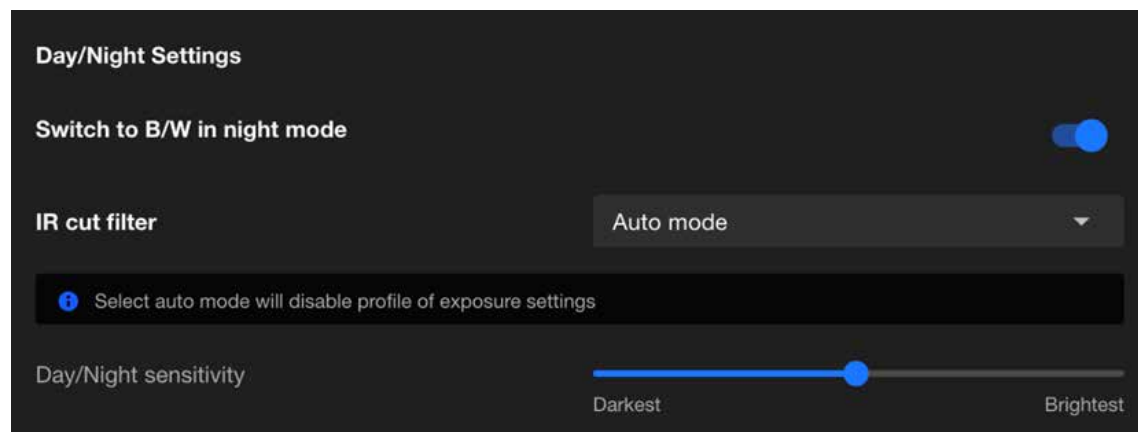 Day/Night Settings
Switch to B/W in night mode
IR cut filter
Auto mode
Select auto mode will disable profile of exposure settings
Day/Night sensitivity
Darkest
Brightest